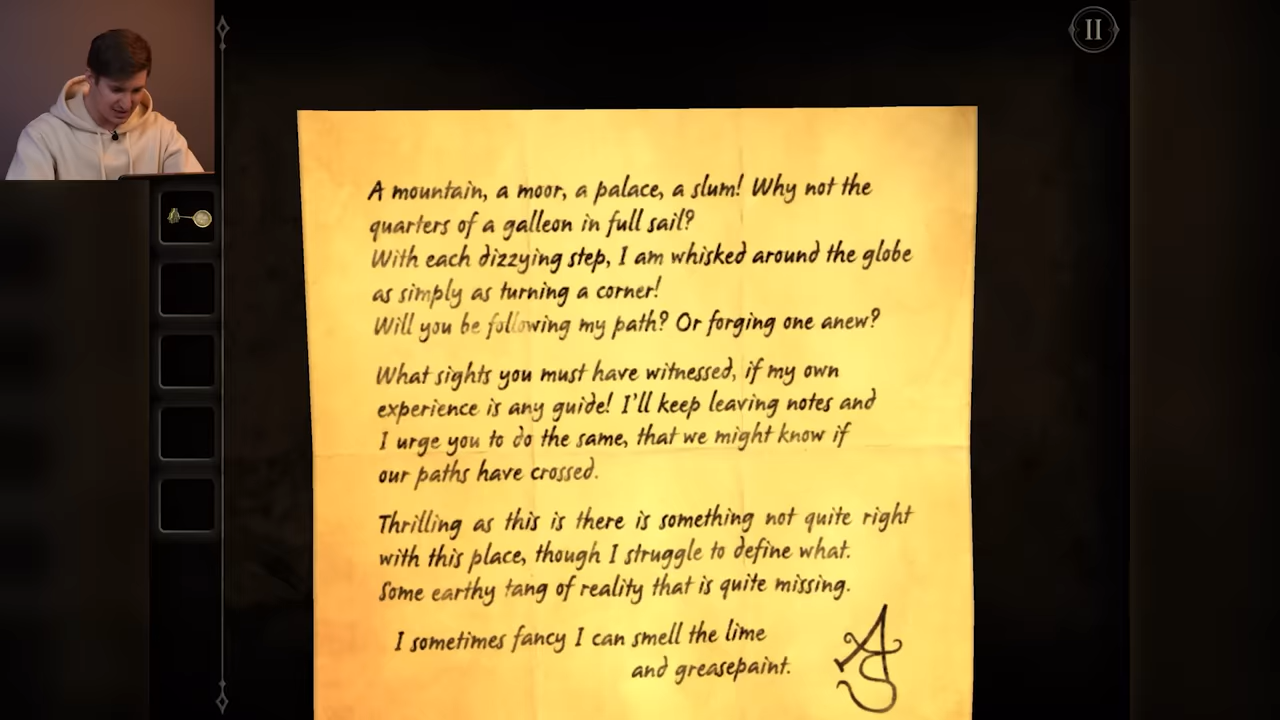 II
A mountain, a moor, a palace, a slum! Why not the
quarters of a galleon in full sail?
With each dizzying step, I am whisked around the globe
as simply as turning a corner!
Will you be following my path? Or forging one anew?
What sights you must have witnessed, if my own
experience is any guide! I'll keep leaving notes and
I urge you to do the same, that we might know if
our paths have crossed.
Thrilling as this is there is something not quite right
with this place, though I struggle to define what.
Some earthy tang of reality that is quite missing.
I sometimes fancy I can smell the lime
and greasepaint.
AS